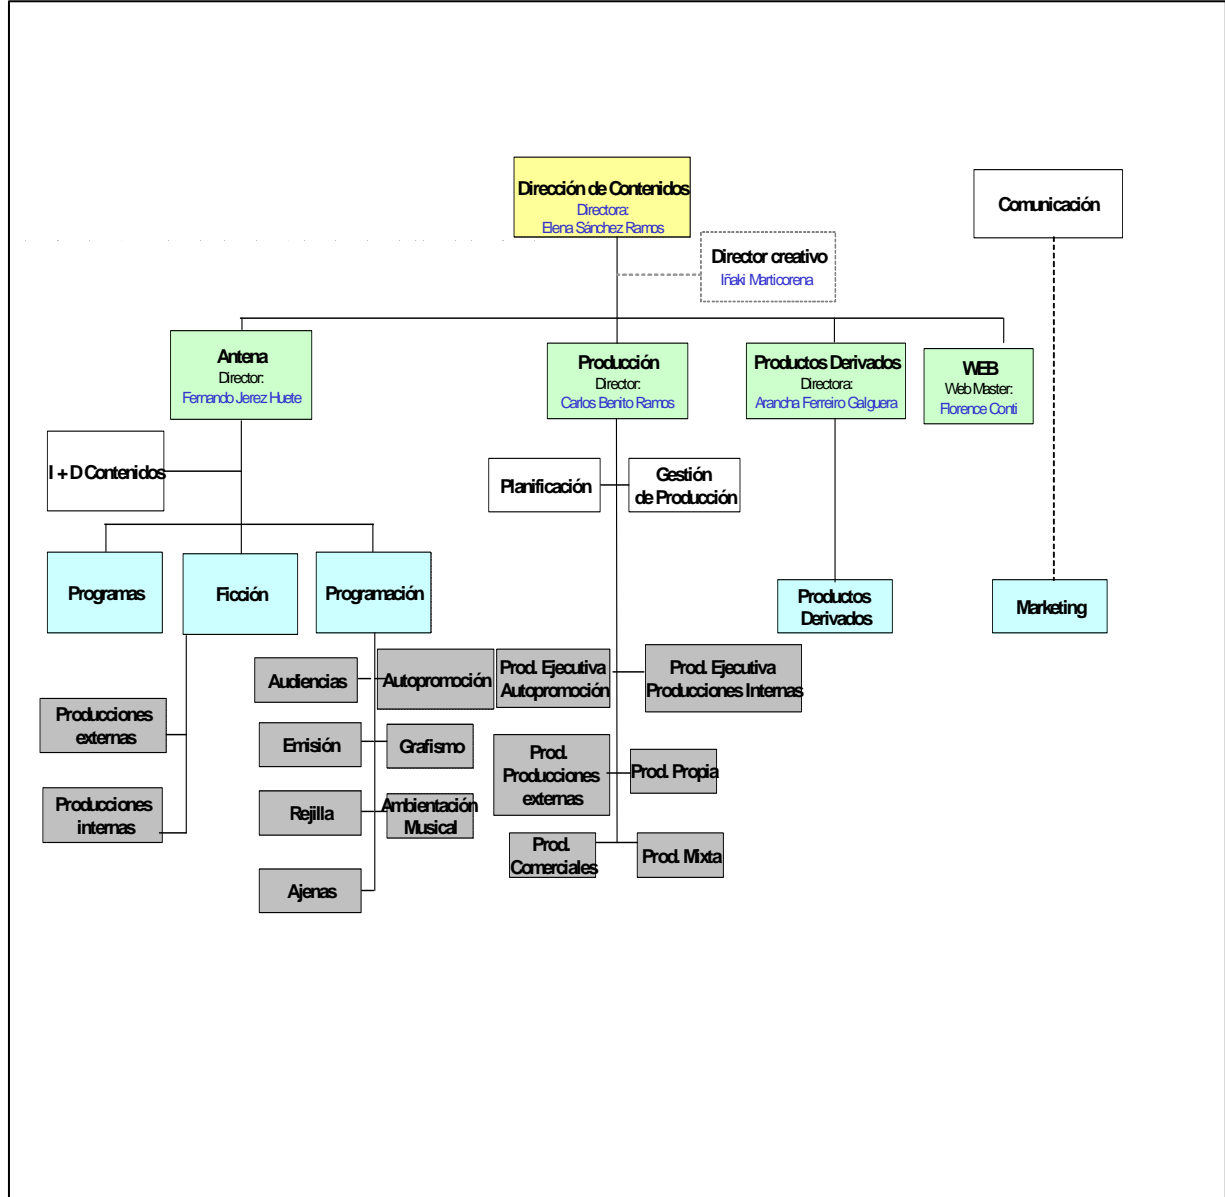 Dirección de Contenidos
Directora:
Elena Sánchez Ramos
Comunicación
Director creativo
Iñaki Marticorena
Antena
Director:
Fernando Jerez Huete
Producción
Director:
Carlos Benito Ramos
Productos Derivados
Directora:
Arancha Ferreiro Galguera
WEB
Web Master:
Florence Conti
I + D Contenidos
Planificación
Gestión
de Producción
Programas
Ficción
Programación
Productos
Derivados
Marketing
Audiencias
Autopromoción
Prod. Ejecutiva
Autopromoción
Prod. Ejecutiva
Producciones Internas
Producciones
externas
Emisión
Grafismo
Prod.
Producciones
externas
Prod. Propia
Producciones
internas
Rejilla
Ambientación
Musical
Prod.
Comerciales
Prod. Mixta
Ajenas